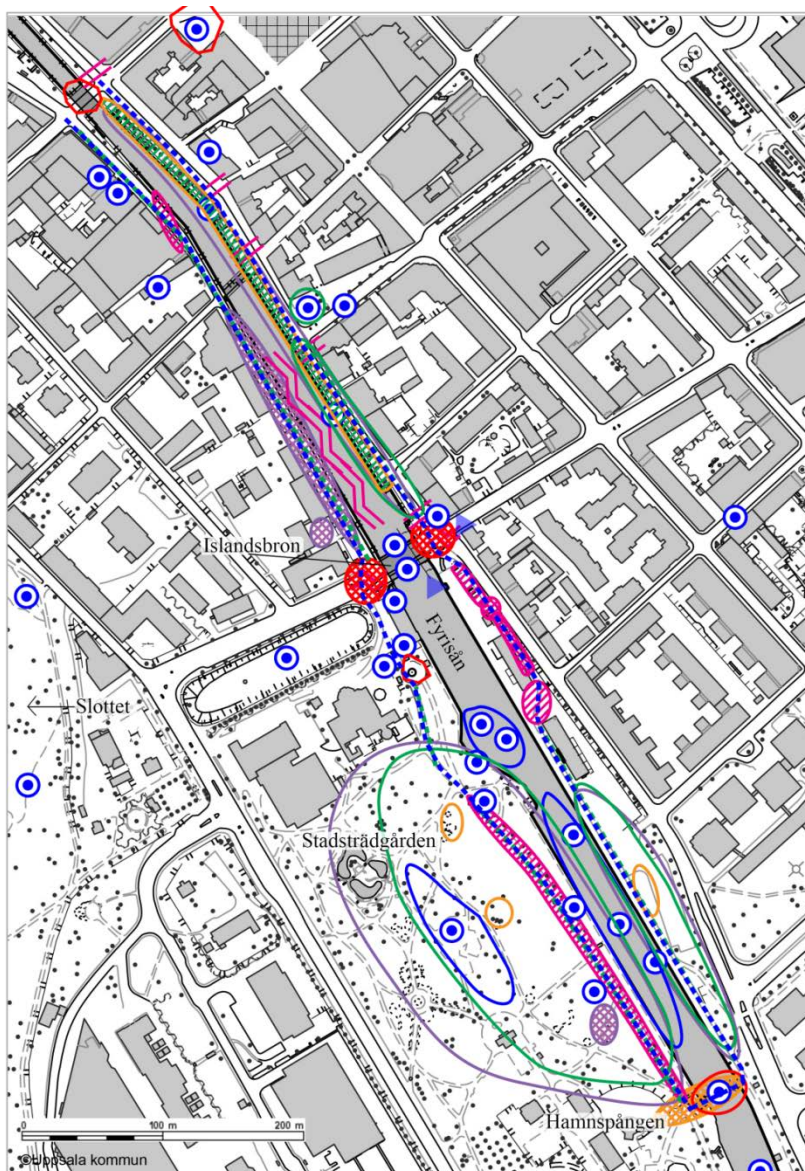 Islandsbron
Fyrisån
Slottet
Stadsträdgården
Hamnspången
0 100 m 200 m
©Uppsala kommun